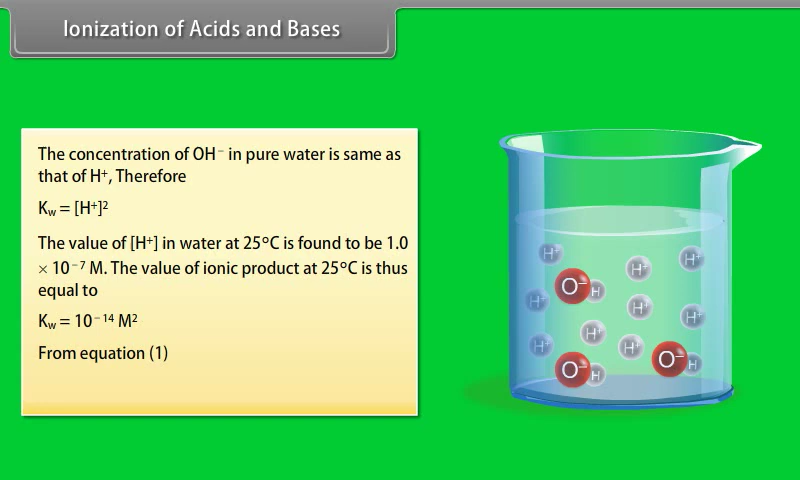 Ionization of Acids and Bases
The concentration of OH⁻ in pure water is same as
that of H⁺, Therefore
K_w = [H⁺]²
The value of [H⁺] in water at 25°C is found to be 1.0
× 10⁻⁷ M. The value of ionic product at 25°C is thus
equal to
K_w = 10⁻¹⁴ M²
From equation (1)
H⁺
H⁺
H⁺
O⁻ H
H⁺
H⁺
H⁺
H⁺
H⁺
H⁺
O⁻ H
O⁻ H